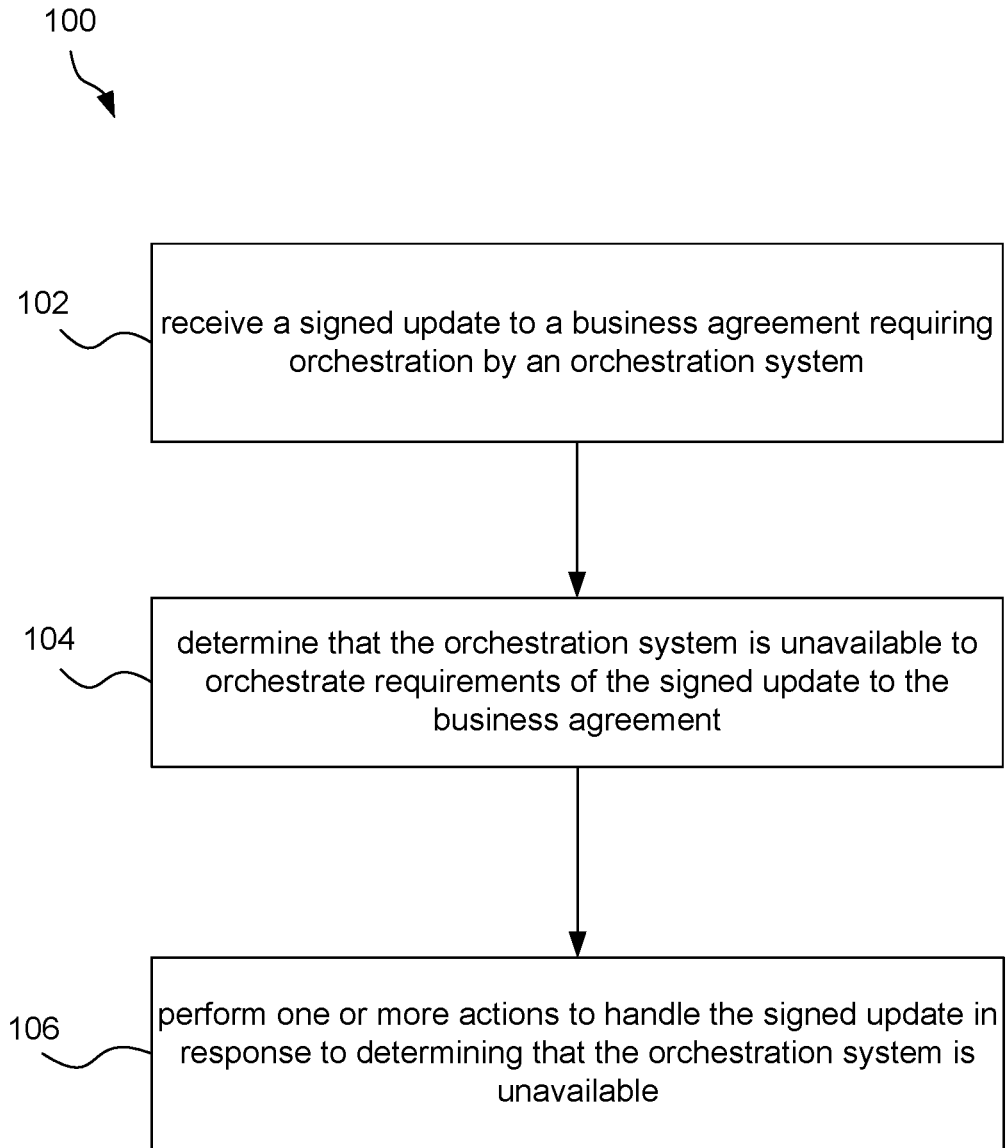 100
102
receive a signed update to a business agreement requiring
orchestration by an orchestration system
104
determine that the orchestration system is unavailable to
orchestrate requirements of the signed update to the
business agreement
106
perform one or more actions to handle the signed update in
response to determining that the orchestration system is
unavailable